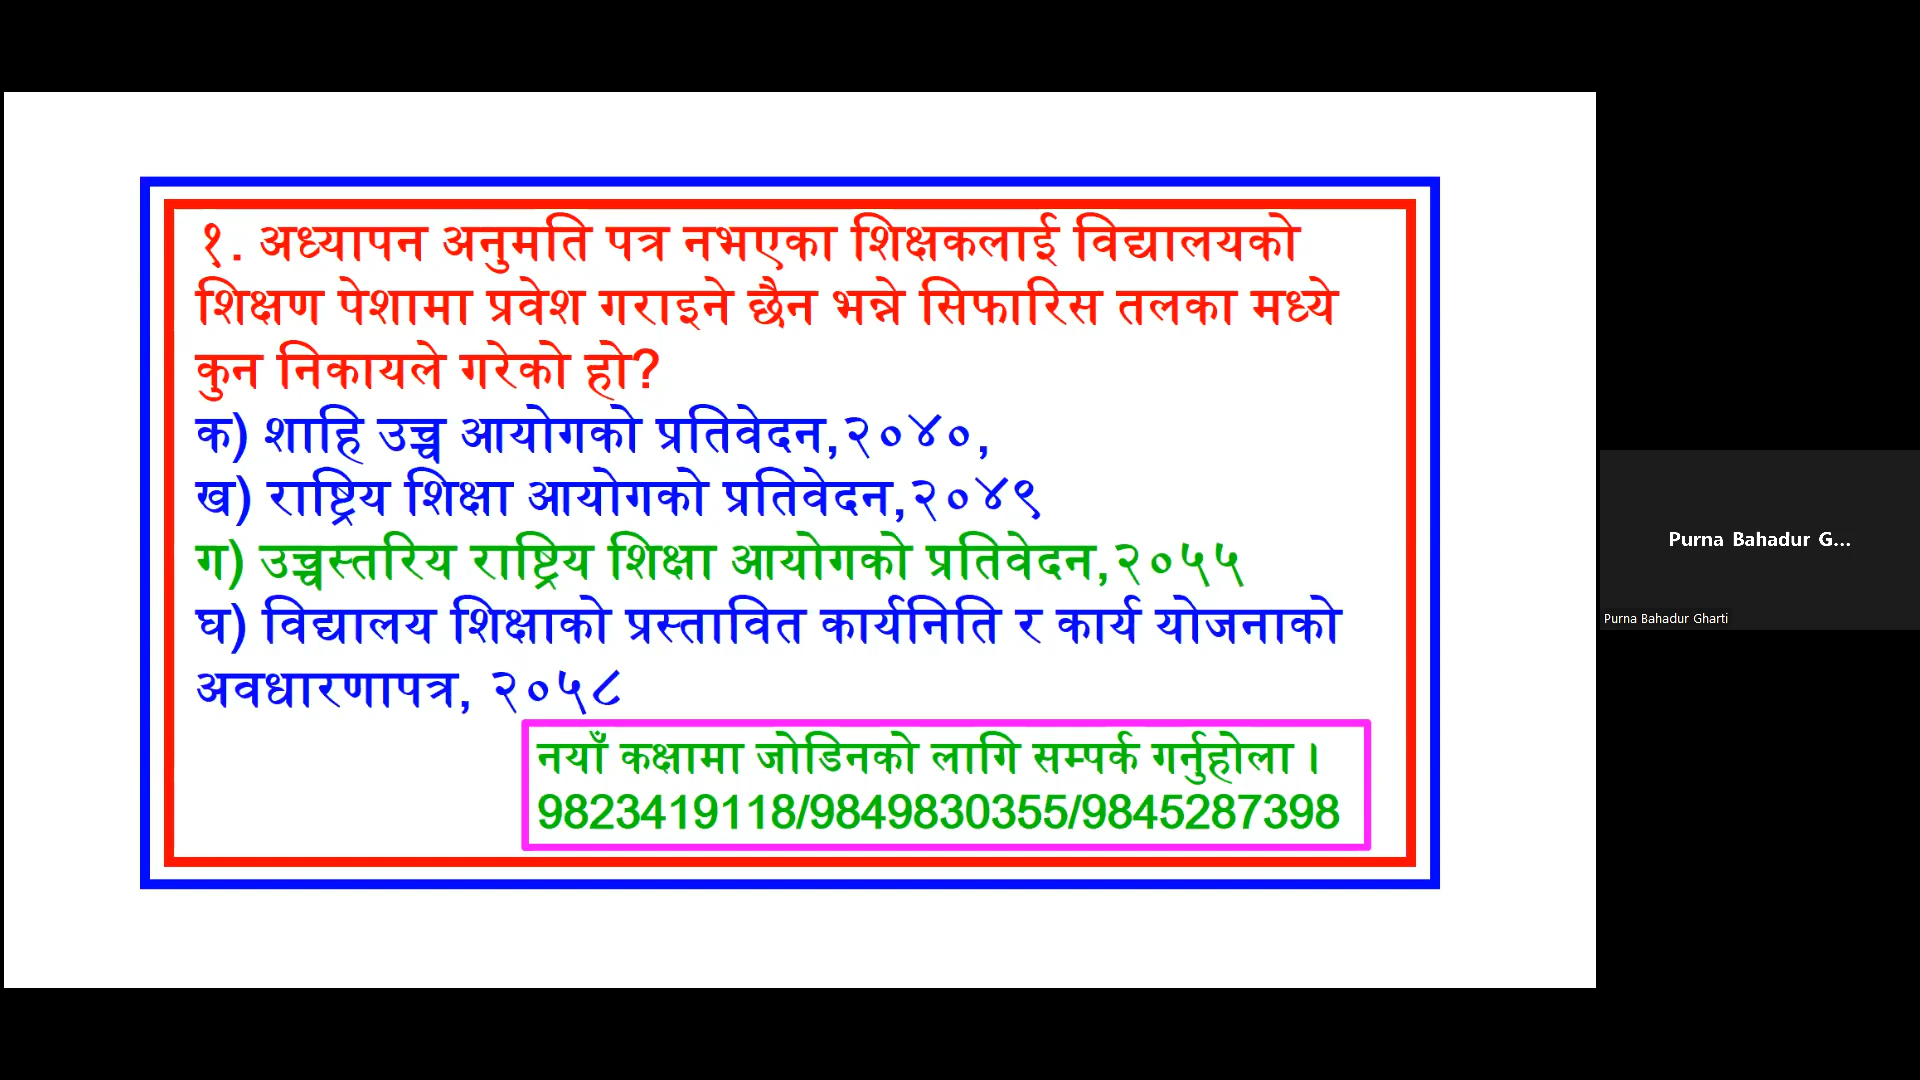 १. अध्यापन अनुमति पत्र नभएका शिक्षकलाई विद्यालयको
शिक्षण पेशामा प्रवेश गराइने छैन भन्ने सिफारिस तलका मध्ये
कुन निकायले गरेको हो?
क) शाहि उच्च आयोगको प्रतिवेदन,२०४०,
ख) राष्ट्रिय शिक्षा आयोगको प्रतिवेदन,२०४९
ग) उच्चस्तरिय राष्ट्रिय शिक्षा आयोगको प्रतिवेदन,२०५५
घ) विद्यालय शिक्षाको प्रस्तावित कार्यनिति र कार्य योजनाको
अवधारणापत्र, २०५८
नयाँ कक्षामा जोडिनको लागि सम्पर्क गर्नुहोला ।
9823419118/9849830355/9845287398
Purna Bahadur G...
Purna Bahadur Gharti